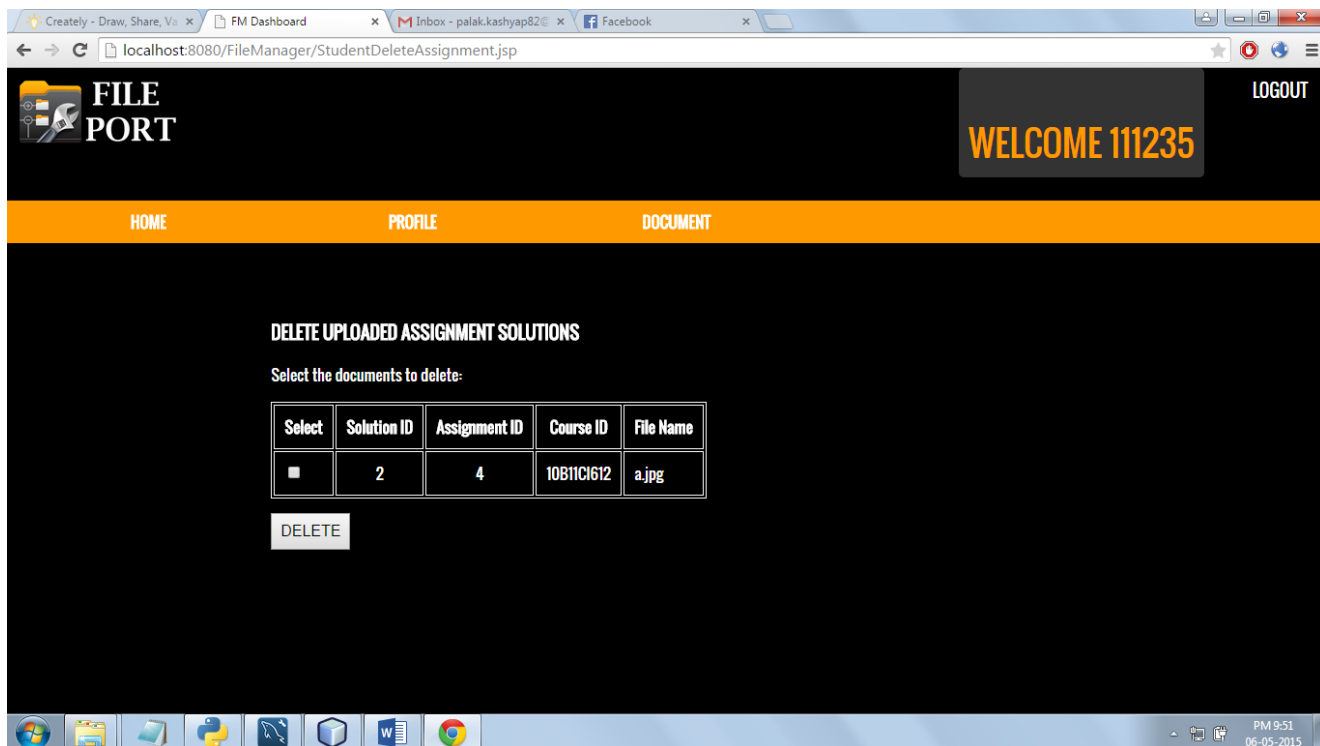 Creately - Draw, Share, Va
FM Dashboard
Inbox - palak.kashyap82@
Facebook
localhost:8080/FileManager/StudentDeleteAssignment.jsp
FILE
PORT
WELCOME 111235
LOGOUT
HOME
PROFILE
DOCUMENT
DELETE UPLOADED ASSIGNMENT SOLUTIONS
Select the documents to delete:
Select Solution ID Assignment ID Course ID File Name
2 4 10B11CI612 a.jpg
DELETE
PM 9:51
06-05-2015